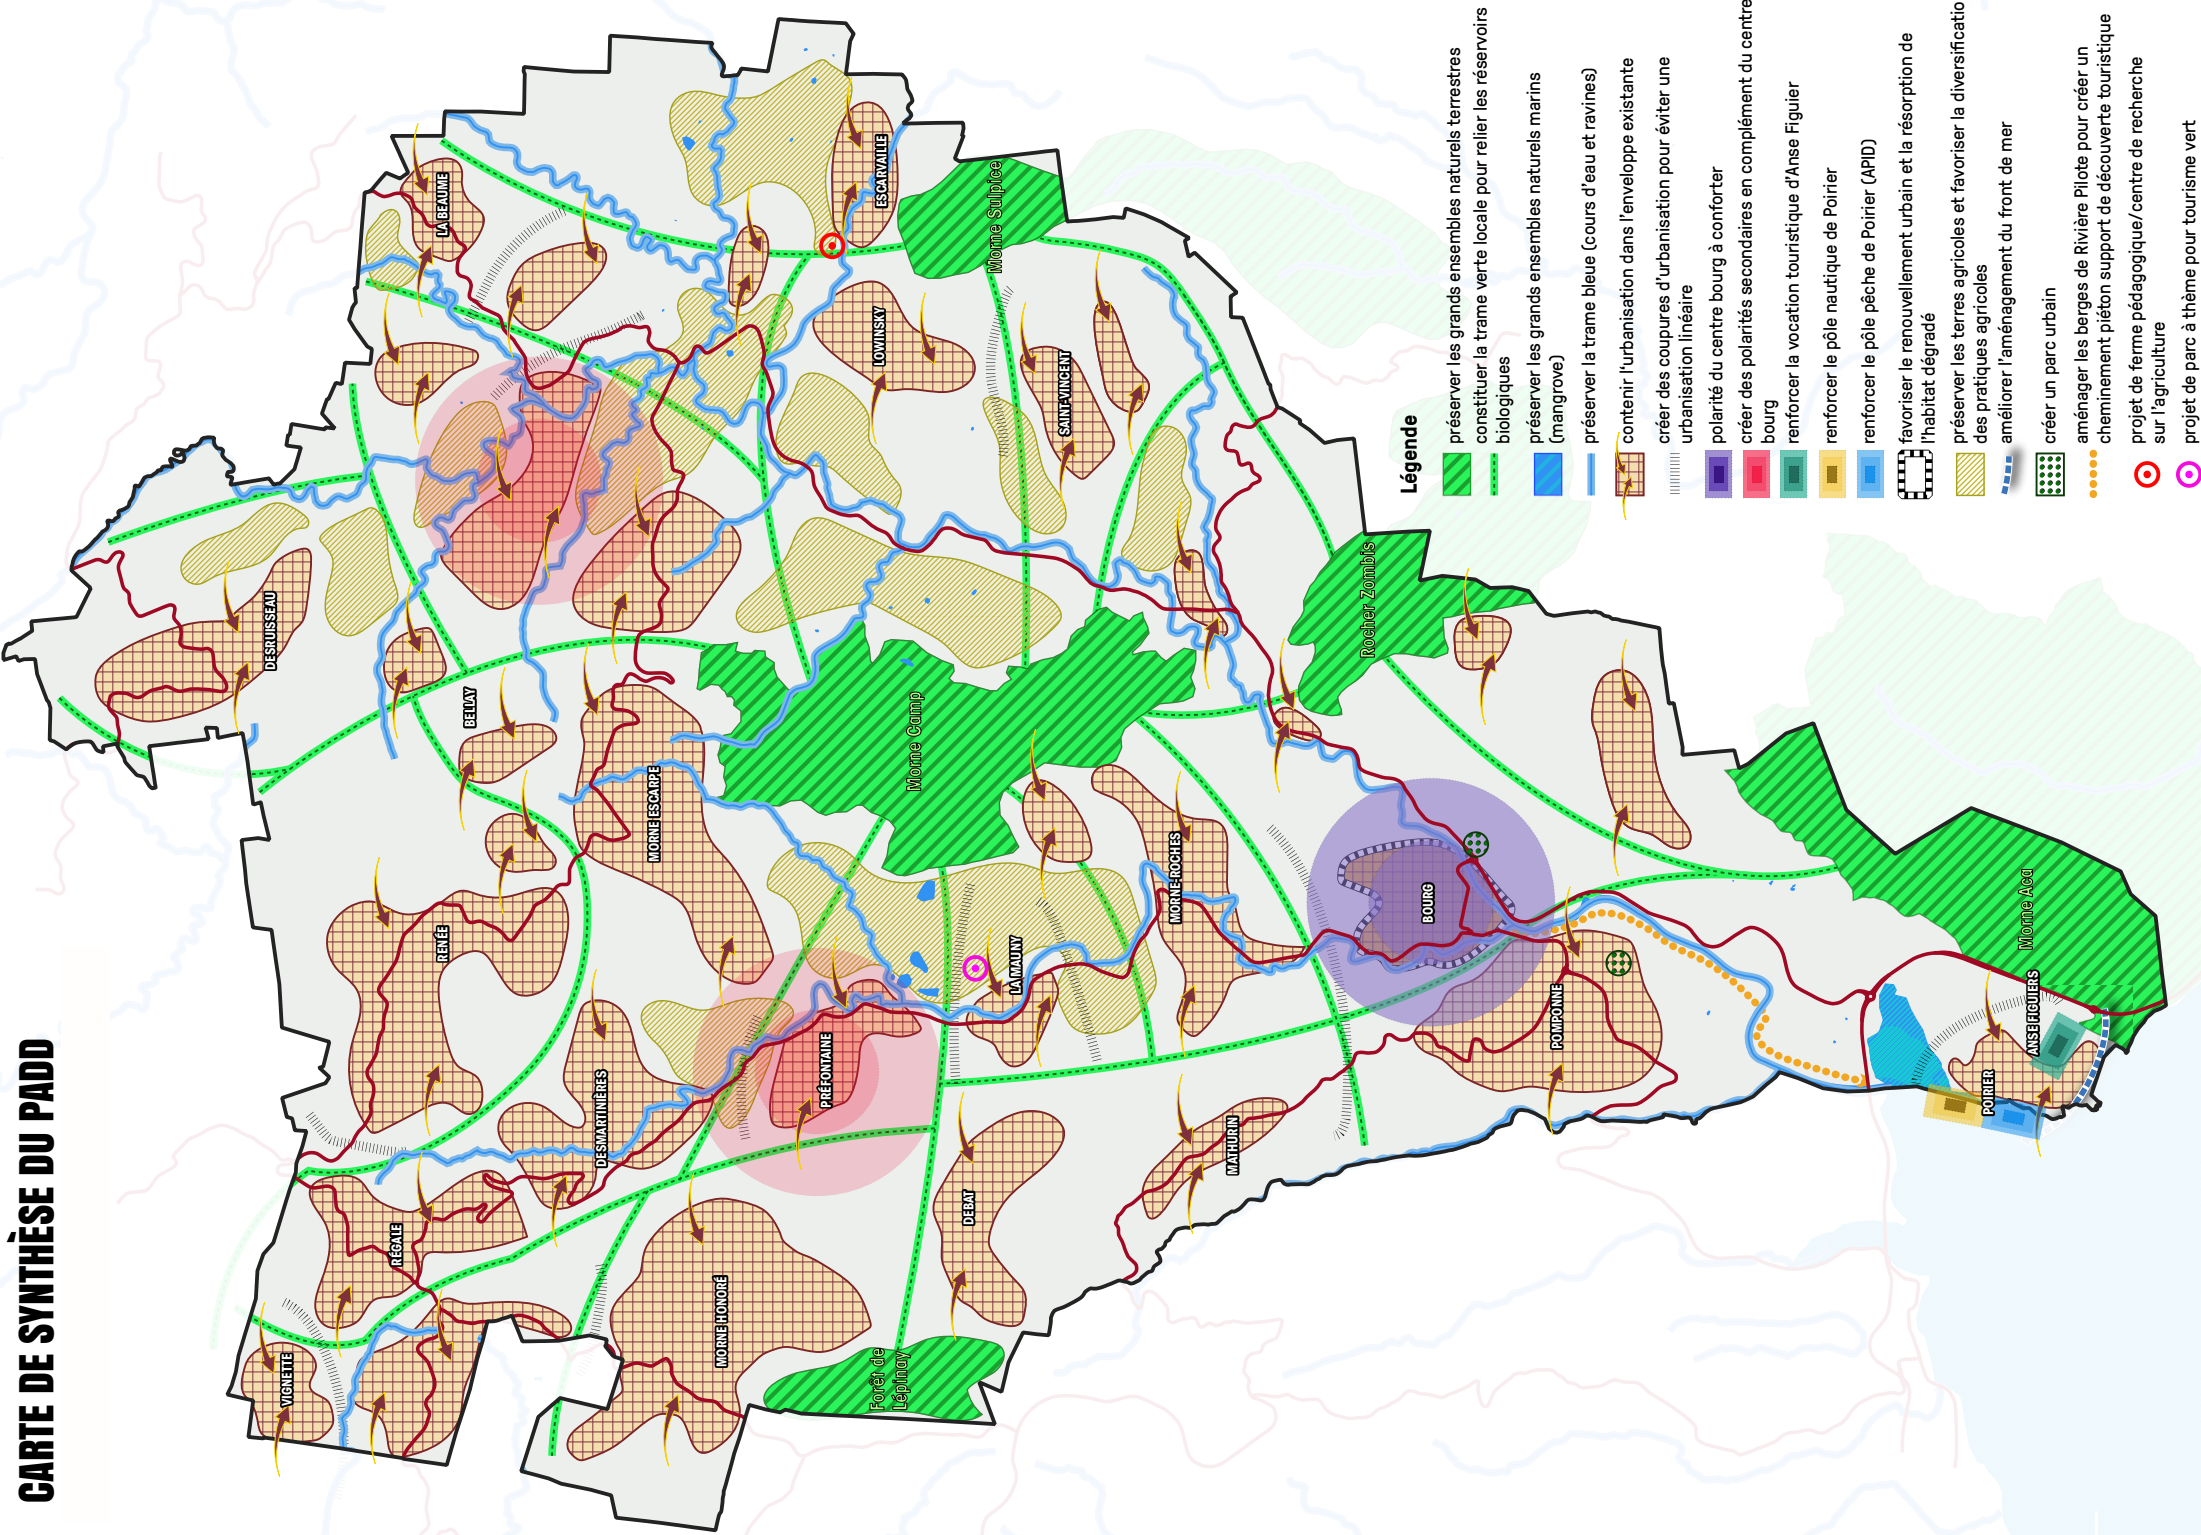 CARTE DE SYNTHÈSE DU PADD
VIGNETTE
RÉGALE
RENÉE
DESRUISSEAU
BELLAY
LA BEAUME
DESMARTINIÈRES
MORNE ESCARPE
MORNE HONORÉ
PRÉFONTAINE
Forêt de
Lépinay
Morne Camp
LOWINSKY
ESCARVAILLE
DEBAT
LA MAUNY
Morne Sulpice
SAINT-VINCENT
MORNE-ROCHES
MATHURIN
Rocher Zombis
BOURG
POMPONNE
POIRIER
ANSE FIGUIERS
Morne Aca
Légende
préserver les grands ensembles naturels terrestres
constituer la trame verte locale pour relier les réservoirs
biologiques
préserver les grands ensembles naturels marins
(mangrove)
préserver la trame bleue (cours d'eau et ravines)
contenir l'urbanisation dans l'enveloppe existante
créer des coupures d'urbanisation pour éviter une
urbanisation linéaire
polarité du centre bourg à conforter
créer des polarités secondaires en complément du centre
bourg
renforcer la vocation touristique d'Anse Figuier
renforcer le pôle nautique de Poirier
renforcer le pôle pêche de Poirier (APID)
favoriser le renouvellement urbain et la résorption de
l'habitat dégradé
préserver les terres agricoles et favoriser la diversificatio
des pratiques agricoles
améliorer l'aménagement du front de mer
créer un parc urbain
aménager les berges de Rivière Pilote pour créer un
cheminement piéton support de découverte touristique
projet de ferme pédagogique/centre de recherche
sur l'agriculture
projet de parc à thème pour tourisme vert